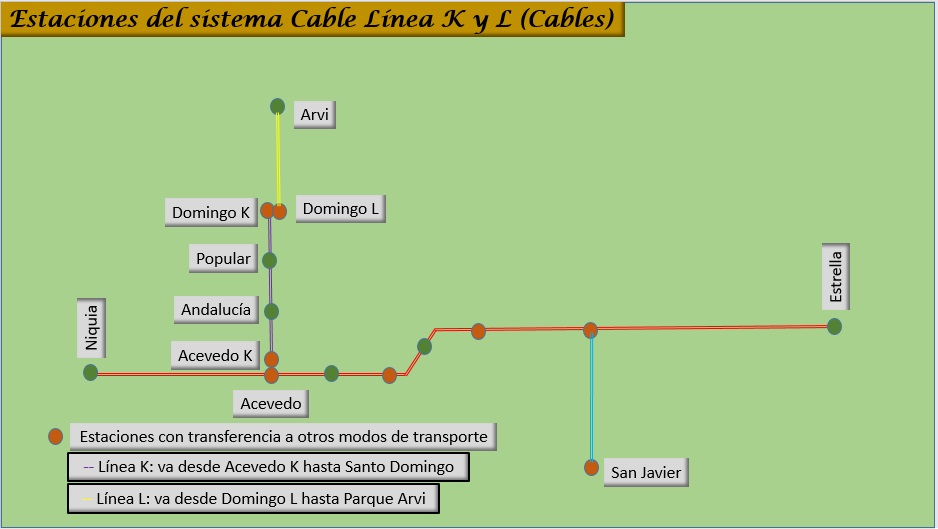 Estaciones del sistema Cable Línea K y L (Cables)
Arvi
Domingo K
Domingo L
Popular
Estrella
Andalucía
Niquia
Acevedo K
Acevedo
Estaciones con transferencia a otros modos de transporte
-- Línea K: va desde Acevedo K hasta Santo Domingo
San Javier
-- Línea L: va desde Domingo L hasta Parque Arvi